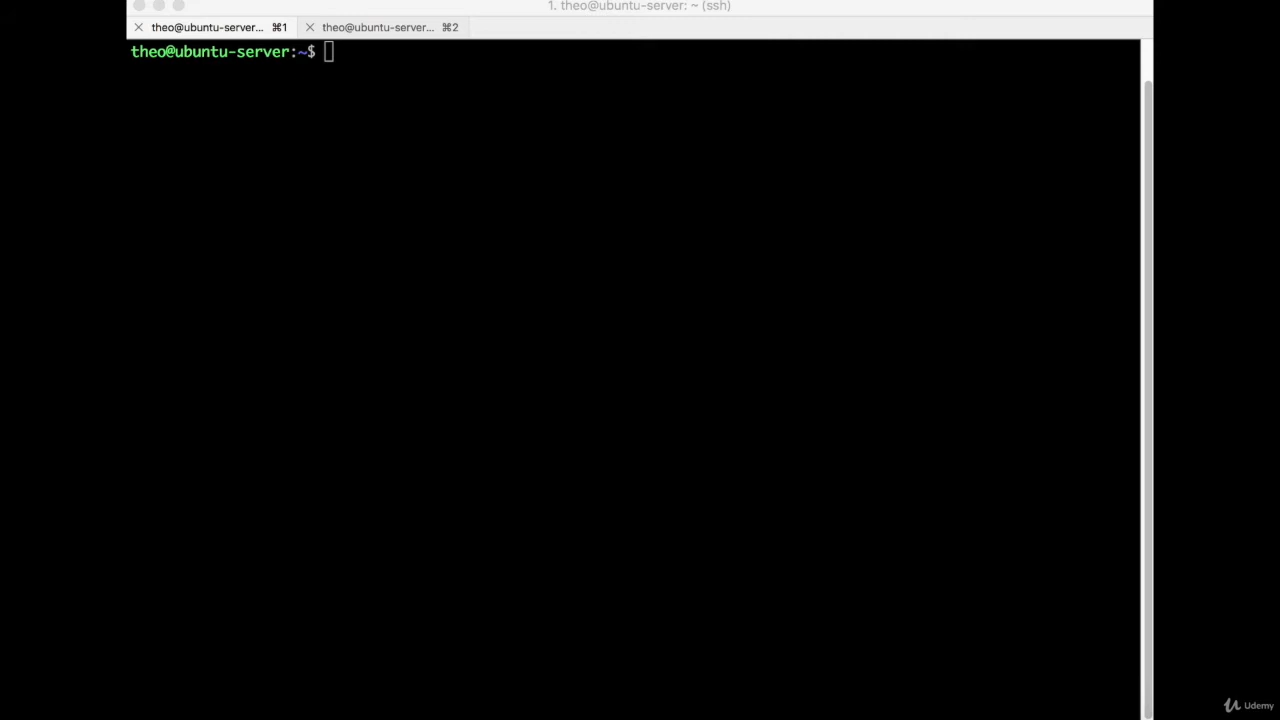 1. theo@ubuntu-server: ~ (ssh)
theo@ubuntu-server... ⌘1 theo@ubuntu-server... ⌘2
theo@ubuntu-server:~$
Udemy